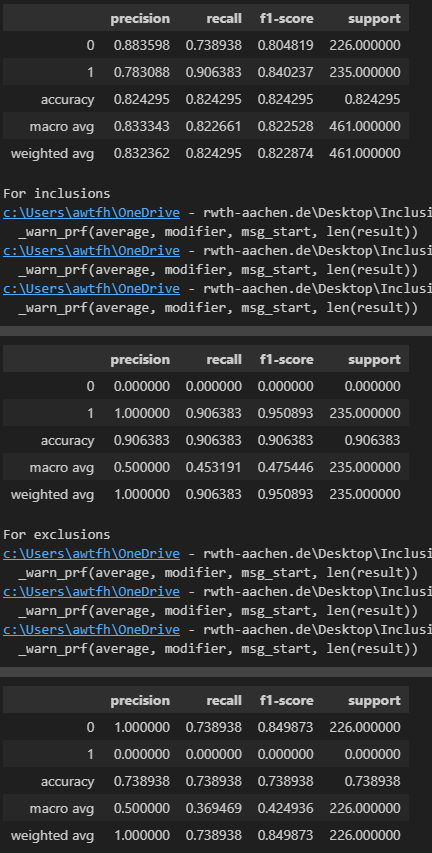 precision recall f1-score support
0 0.883598 0.738938 0.804819 226.000000
1 0.783088 0.906383 0.840237 235.000000
accuracy 0.824295 0.824295 0.824295 0.824295
macro avg 0.833343 0.822661 0.822528 461.000000
weighted avg 0.832362 0.824295 0.822874 461.000000
For inclusions
c:\Users\awtfh\OneDrive - rwth-aachen.de\Desktop\Inclusi
_warn_prf(average, modifier, msg_start, len(result))
c:\Users\awtfh\OneDrive - rwth-aachen.de\Desktop\Inclusi
_warn_prf(average, modifier, msg_start, len(result))
c:\Users\awtfh\OneDrive - rwth-aachen.de\Desktop\Inclusi
_warn_prf(average, modifier, msg_start, len(result))
precision recall f1-score support
0 0.000000 0.000000 0.000000 0.000000
1 1.000000 0.906383 0.950893 235.000000
accuracy 0.906383 0.906383 0.906383 0.906383
macro avg 0.500000 0.453191 0.475446 235.000000
weighted avg 1.000000 0.906383 0.950893 235.000000
For exclusions
c:\Users\awtfh\OneDrive - rwth-aachen.de\Desktop\Inclusi
_warn_prf(average, modifier, msg_start, len(result))
c:\Users\awtfh\OneDrive - rwth-aachen.de\Desktop\Inclusi
_warn_prf(average, modifier, msg_start, len(result))
c:\Users\awtfh\OneDrive - rwth-aachen.de\Desktop\Inclusi
_warn_prf(average, modifier, msg_start, len(result))
precision recall f1-score support
0 1.000000 0.738938 0.849873 226.000000
1 0.000000 0.000000 0.000000 0.000000
accuracy 0.738938 0.738938 0.738938 0.738938
macro avg 0.500000 0.369469 0.424936 226.000000
weighted avg 1.000000 0.738938 0.849873 226.000000